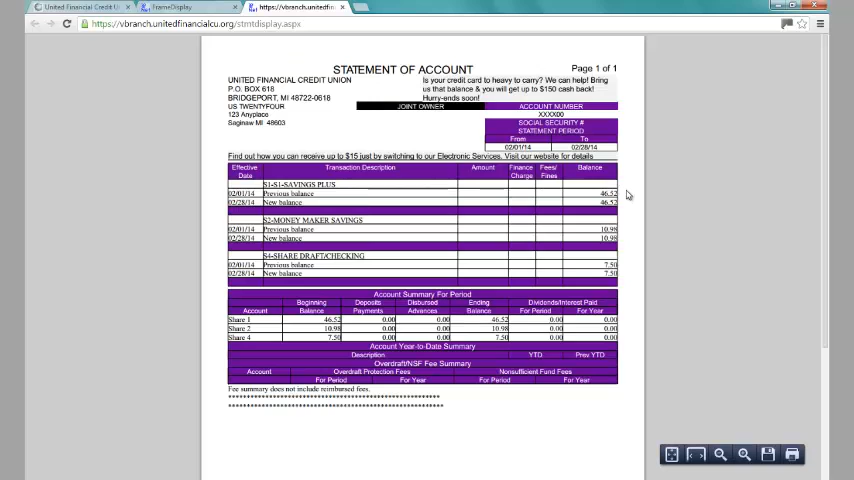 United Financial Credit U
FrameDisplay
https://vbranch.unitedfinan
https://vbranch.unitedfinancialcu.org/stmtdisplay.aspx
STATEMENT OF ACCOUNT
Page 1 of 1
UNITED FINANCIAL CREDIT UNION
P.O. BOX 618
BRIDGEPORT, MI 48722-0618
US TWENTYFOUR
123 Anyplace
Saginaw MI 48603
Is your credit card to heavy to carry? We can help! Bring
us that balance & you will get up to $150 cash back!
Hurry-ends soon!
JOINT OWNER
ACCOUNT NUMBER
XXXX00
SOCIAL SECURITY #
STATEMENT PERIOD
From To
02/01/14 02/28/14
Find out how you can receive up to $15 just by switching to our Electronic Services. Visit our website for details
Effective Date Transaction Description Amount Finance Charge Fees/ Fines Balance
S1-S1-SAVINGS PLUS
02/01/14 Previous balance 46.52
02/28/14 New balance 46.52
S2-MONEY MAKER SAVINGS
02/01/14 Previous balance 10.98
02/28/14 New balance 10.98
S4-SHARE DRAFT/CHECKING
02/01/14 Previous balance 7.50
02/28/14 New balance 7.50
Account Summary For Period
Beginning Deposits Disbursed Ending Dividends/Interest Paid
Account Balance Payments Advances Balance For Period For Year
Share 1 46.52 0.00 0.00 46.52 0.00 0.00
Share 2 10.98 0.00 0.00 10.98 0.00 0.00
Share 4 7.50 0.00 0.00 7.50 0.00 0.00
Account Year-to-Date Summary
Description YTD Prev YTD
Overdraft/NSF Fee Summary
Account Overdraft Protection Fees Nonsufficient Fund Fees
For Period For Year For Period For Year
Fee summary does not include reimbursed fees.